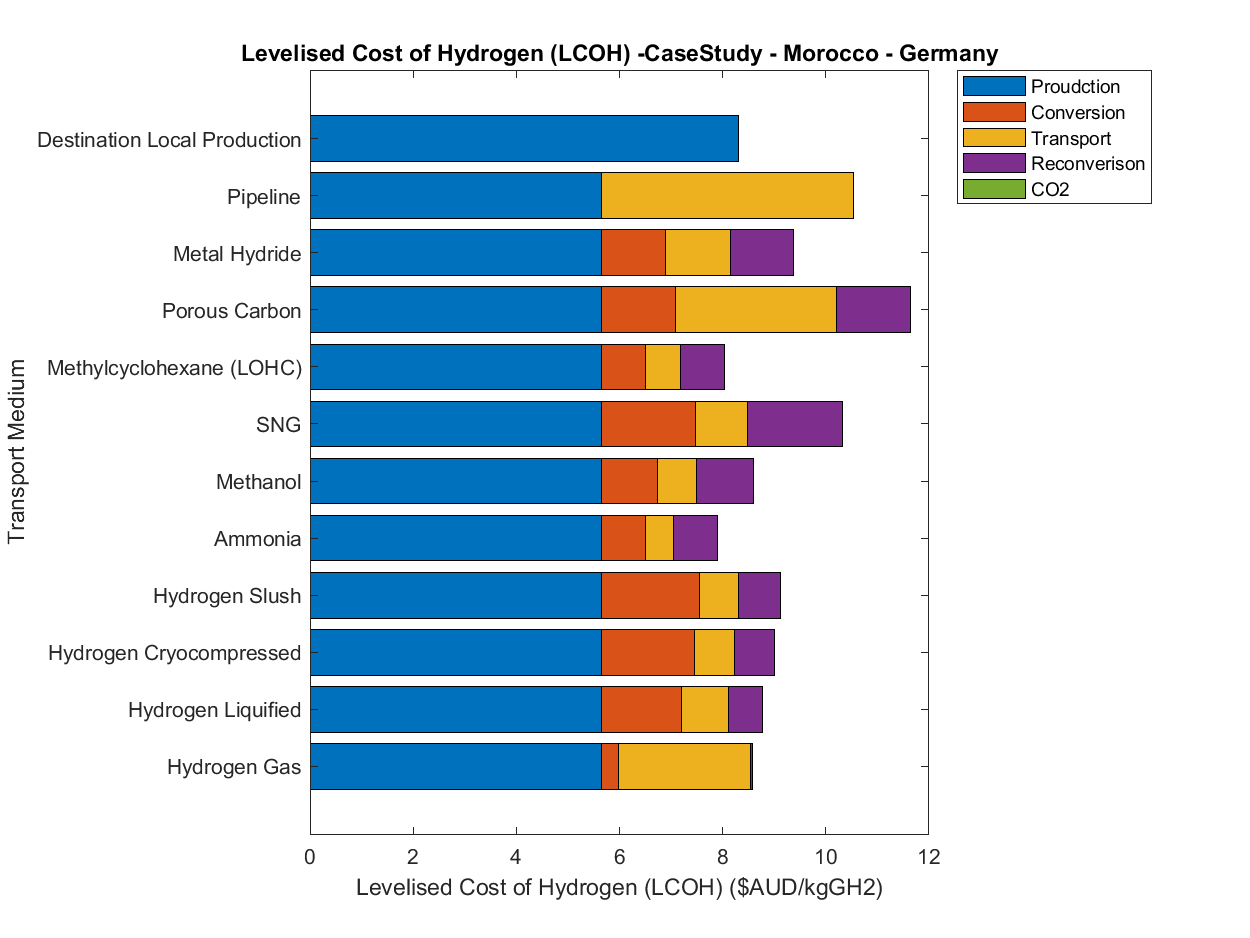 Levelised Cost of Hydrogen (LCOH) -CaseStudy - Morocco - Germany
Proudction
Conversion
Transport
Reconverison
CO2
Transport Medium
Destination Local Production
Pipeline
Metal Hydride
Porous Carbon
Methylcyclohexane (LOHC)
SNG
Methanol
Ammonia
Hydrogen Slush
Hydrogen Cryocompressed
Hydrogen Liquified
Hydrogen Gas
0 2 4 6 8 10 12
Levelised Cost of Hydrogen (LCOH) ($AUD/kgGH2)